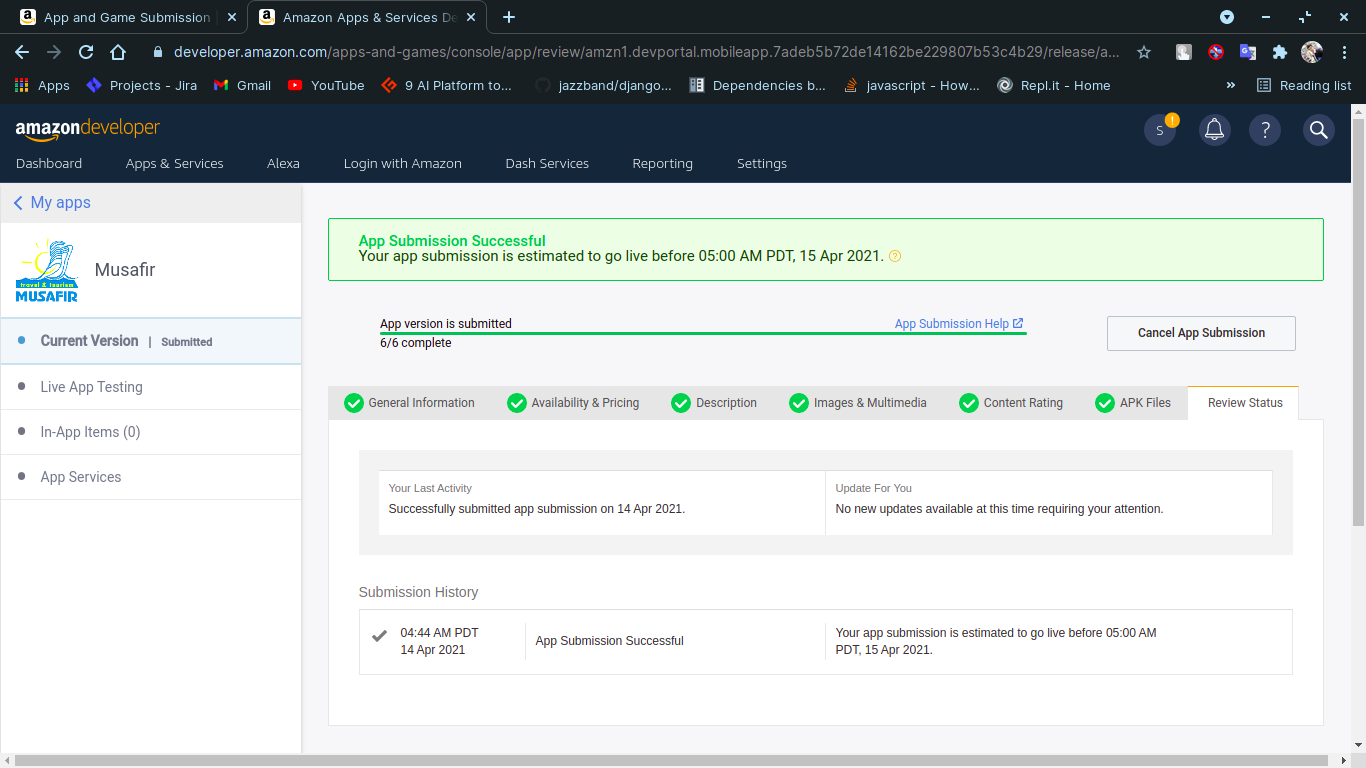 App and Game Submission
Amazon Apps & Services De
developer.amazon.com/apps-and-games/console/app/review/amzn1.devportal.mobileapp.7adeb5b72de14162be229807b53c4b29/release/a...
Apps
Projects - Jira
Gmail
YouTube
9 AI Platform to...
jazzband/django...
Dependencies b...
javascript - How...
Repl.it - Home
»
Reading list
amazondeveloper
S
!
?
Dashboard
Apps & Services
Alexa
Login with Amazon
Dash Services
Reporting
Settings
My apps
travel & tourism
MUSAFIR
Musafir
Current Version | Submitted
Live App Testing
In-App Items (0)
App Services
App Submission Successful
Your app submission is estimated to go live before 05:00 AM PDT, 15 Apr 2021.
App version is submitted
App Submission Help
6/6 complete
Cancel App Submission
General Information
Availability & Pricing
Description
Images & Multimedia
Content Rating
APK Files
Review Status
Your Last Activity
Successfully submitted app submission on 14 Apr 2021.
Update For You
No new updates available at this time requiring your attention.
Submission History
04:44 AM PDT
14 Apr 2021
App Submission Successful
Your app submission is estimated to go live before 05:00 AM
PDT, 15 Apr 2021.